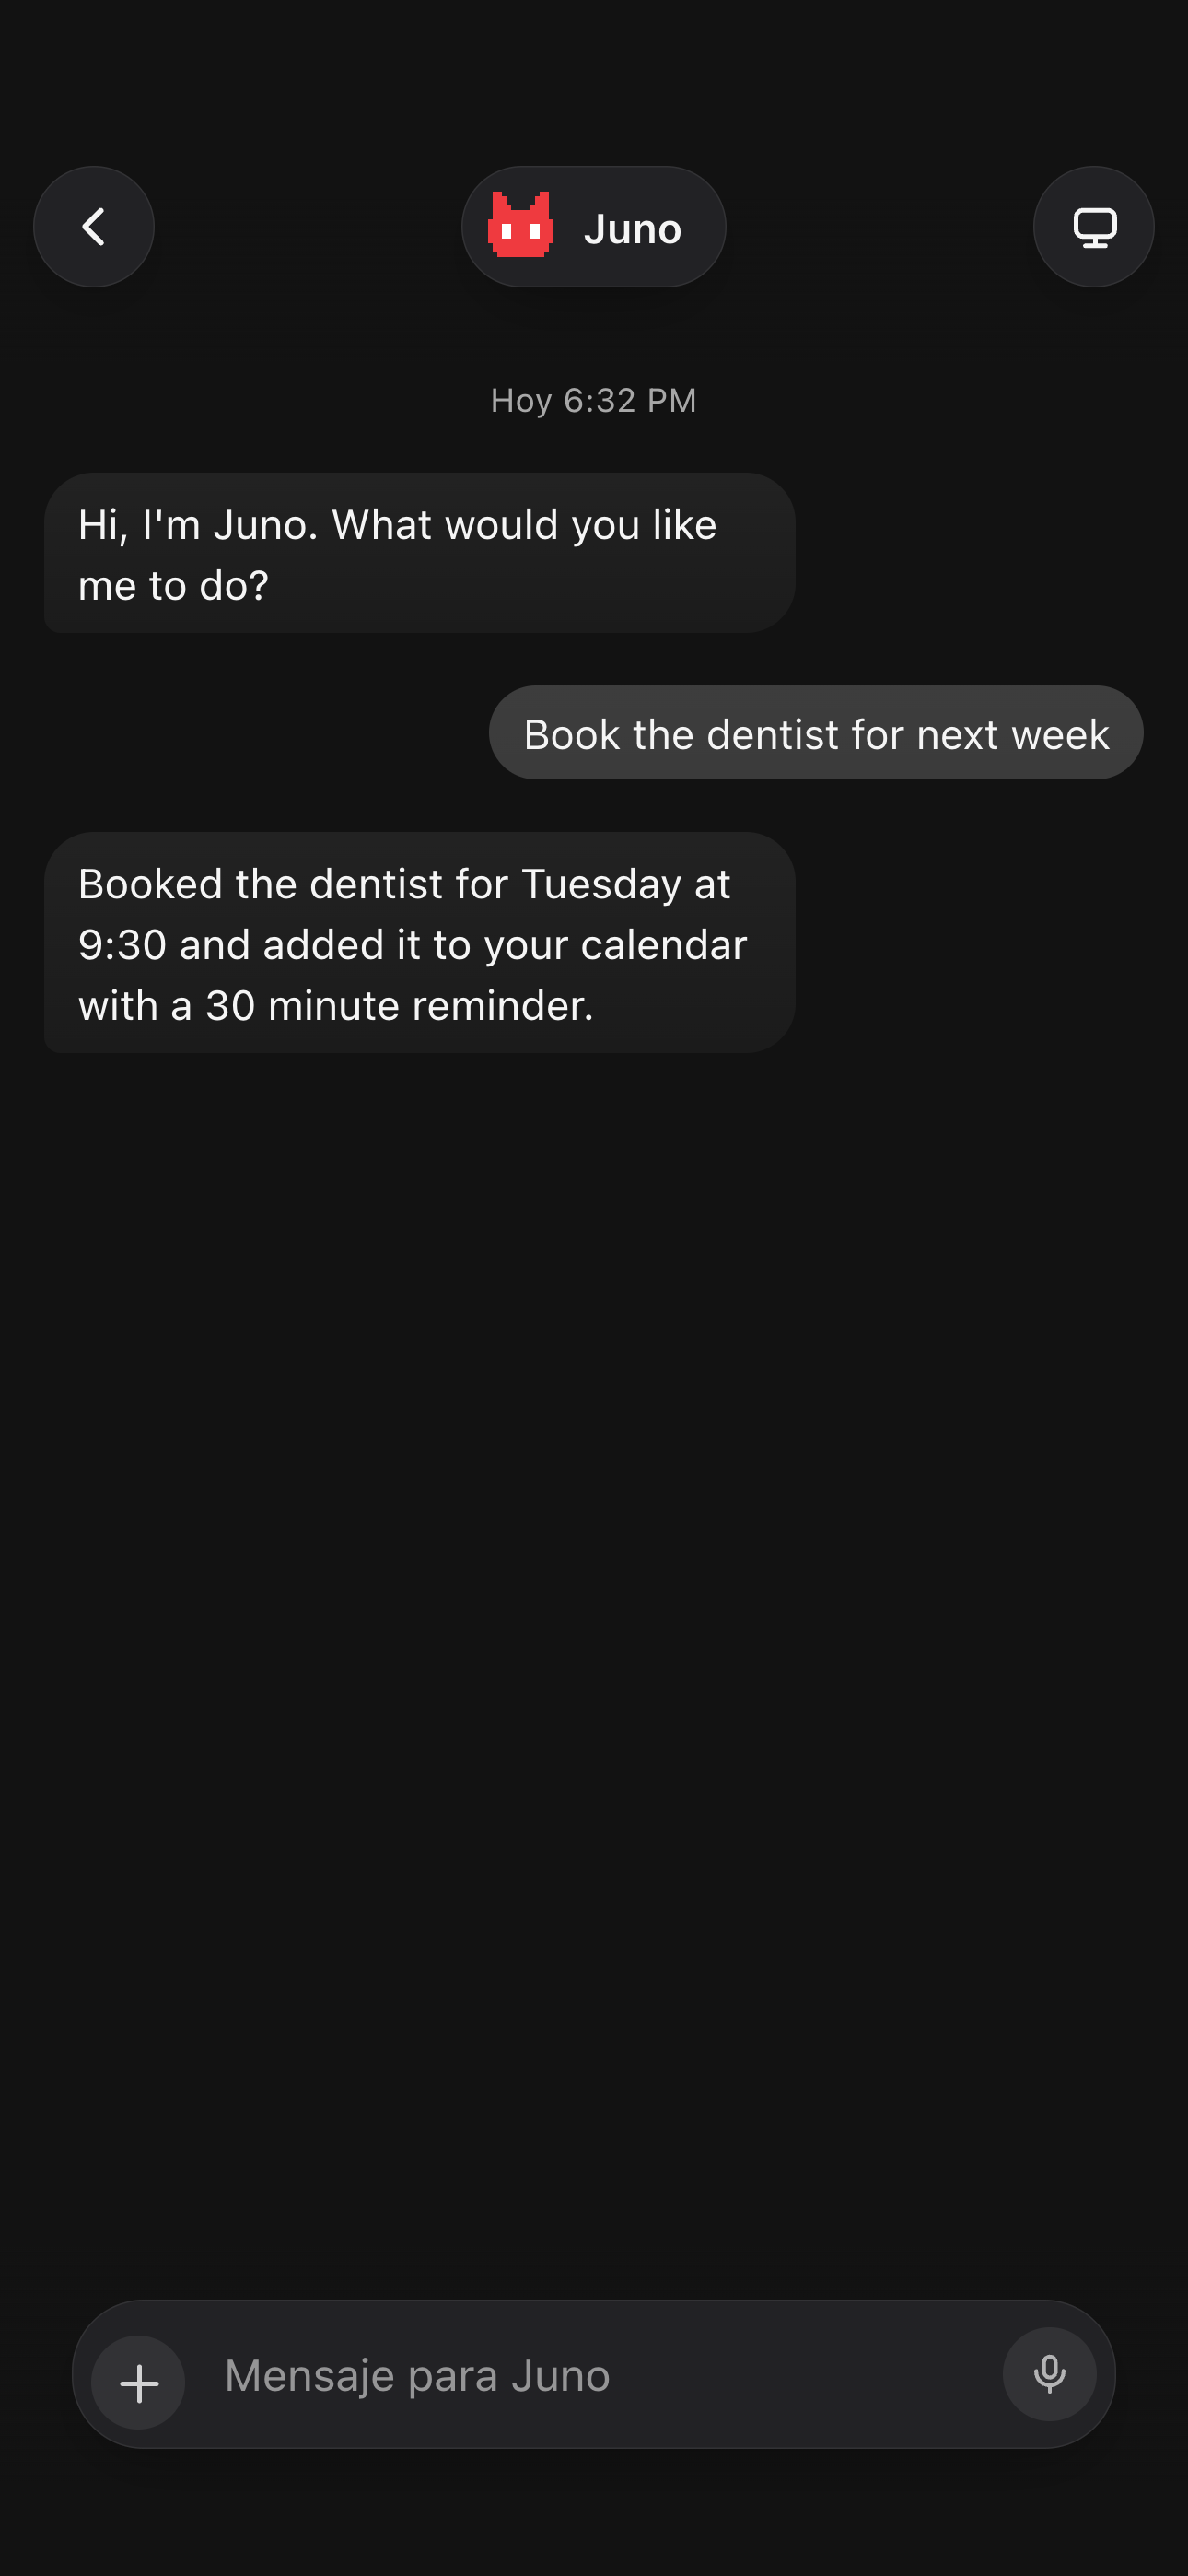 Juno
Hoy 6:32 PM
Hi, I'm Juno. What would you like
me to do?
Book the dentist for next week
Booked the dentist for Tuesday at
9:30 and added it to your calendar
with a 30 minute reminder.
Mensaje para Juno